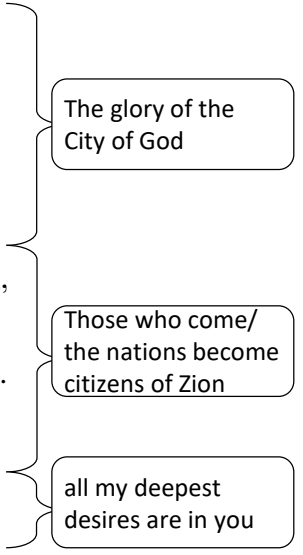 The glory of the
City of God
,
Those who come/
the nations become
.
citizens of Zion
all my deepest
desires are in you